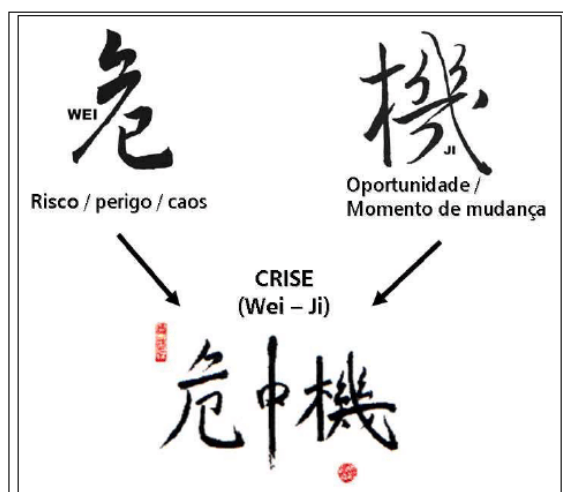 危 機
WEI
JI
Risco / perigo / caos
Oportunidade /
Momento de mudança
CRISE
(Wei – Ji)
危中機